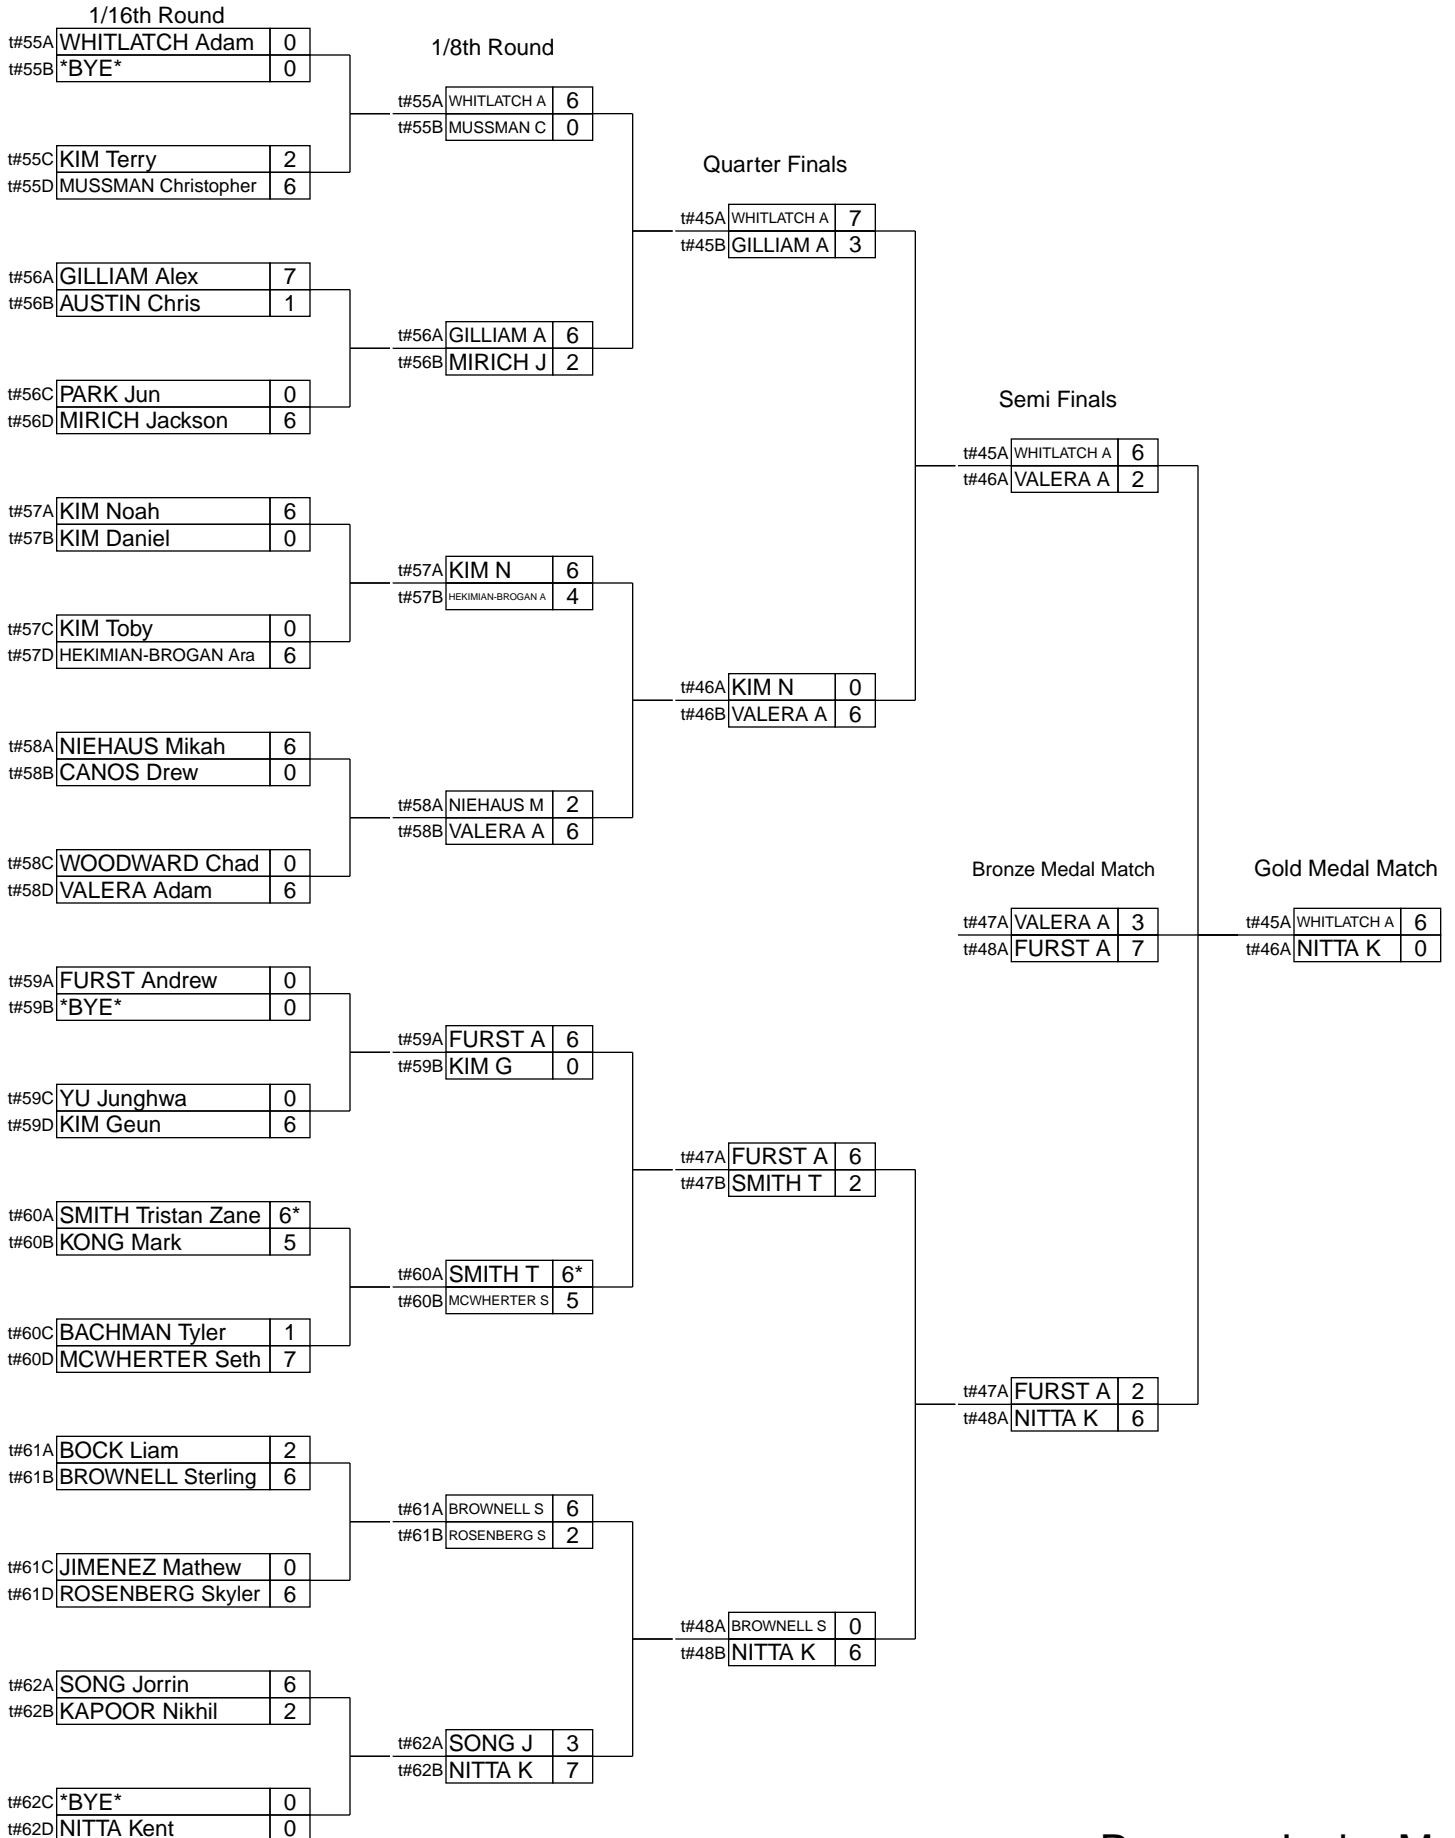 1/16th Round
t#55A WHITLATCH Adam 0
t#55B *BYE* 0
t#55C KIM Terry 2
t#55D MUSSMAN Christopher 6
t#56A GILLIAM Alex 7
t#56B AUSTIN Chris 1
t#56C PARK Jun 0
t#56D MIRICH Jackson 6
t#57A KIM Noah 6
t#57B KIM Daniel 0
t#57C KIM Toby 0
t#57D HEKIMIAN-BROGAN Ara 6
t#58A NIEHAUS Mikah 6
t#58B CANOS Drew 0
t#58C WOODWARD Chad 0
t#58D VALERA Adam 6
t#59A FURST Andrew 0
t#59B *BYE* 0
t#59C YU Junghwa 0
t#59D KIM Geun 6
t#60A SMITH Tristan Zane 6*
t#60B KONG Mark 5
t#60C BACHMAN Tyler 1
t#60D MCWHERTER Seth 7
t#61A BOCK Liam 2
t#61B BROWNELL Sterling 6
t#61C JIMENEZ Mathew 0
t#61D ROSENBERG Skyler 6
t#62A SONG Jorrin 6
t#62B KAPOOR Nikhil 2
t#62C *BYE* 0
t#62D NITTA Kent 0
1/8th Round
t#55A WHITLATCH A 6
t#55B MUSSMAN C 0
t#56A GILLIAM A 6
t#56B MIRICH J 2
t#57A KIM N 6
t#57B HEKIMIAN-BROGAN A 4
t#58A NIEHAUS M 2
t#58B VALERA A 6
t#59A FURST A 6
t#59B KIM G 0
t#60A SMITH T 6*
t#60B MCWHERTER S 5
t#61A BROWNELL S 6
t#61B ROSENBERG S 2
t#62A SONG J 3
t#62B NITTA K 7
Quarter Finals
t#45A WHITLATCH A 7
t#45B GILLIAM A 3
t#46A KIM N 0
t#46B VALERA A 6
t#47A FURST A 6
t#47B SMITH T 2
t#48A BROWNELL S 0
t#48B NITTA K 6
Semi Finals
t#45A WHITLATCH A 6
t#46A VALERA A 2
t#47A FURST A 2
t#48A NITTA K 6
Bronze Medal Match
t#47A VALERA A 3
t#48A FURST A 7
Gold Medal Match
t#45A WHITLATCH A 6
t#46A NITTA K 0